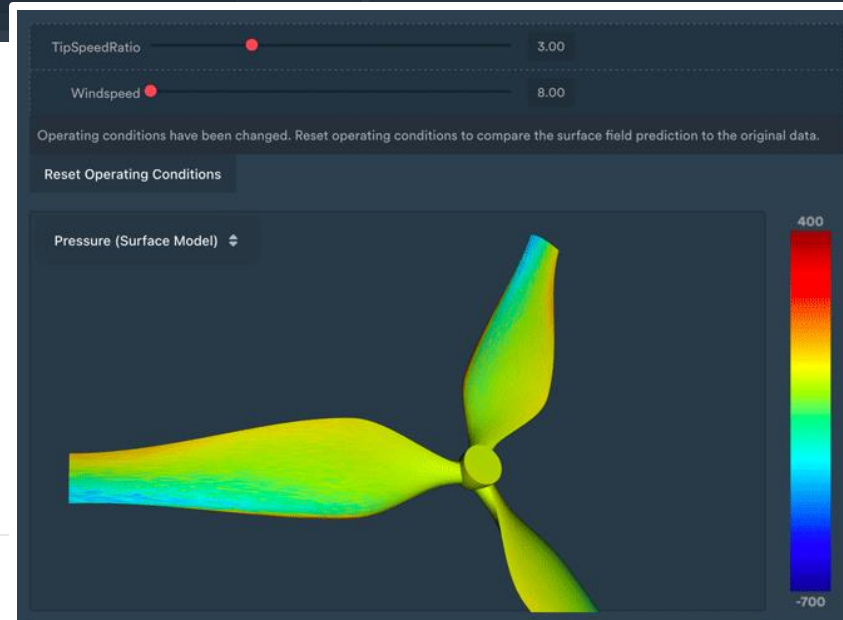 TipSpeedRatio 3.00
Windspeed 8.00
Operating conditions have been changed. Reset operating conditions to compare the surface field prediction to the original data.
Reset Operating Conditions
Pressure (Surface Model)
400
-700